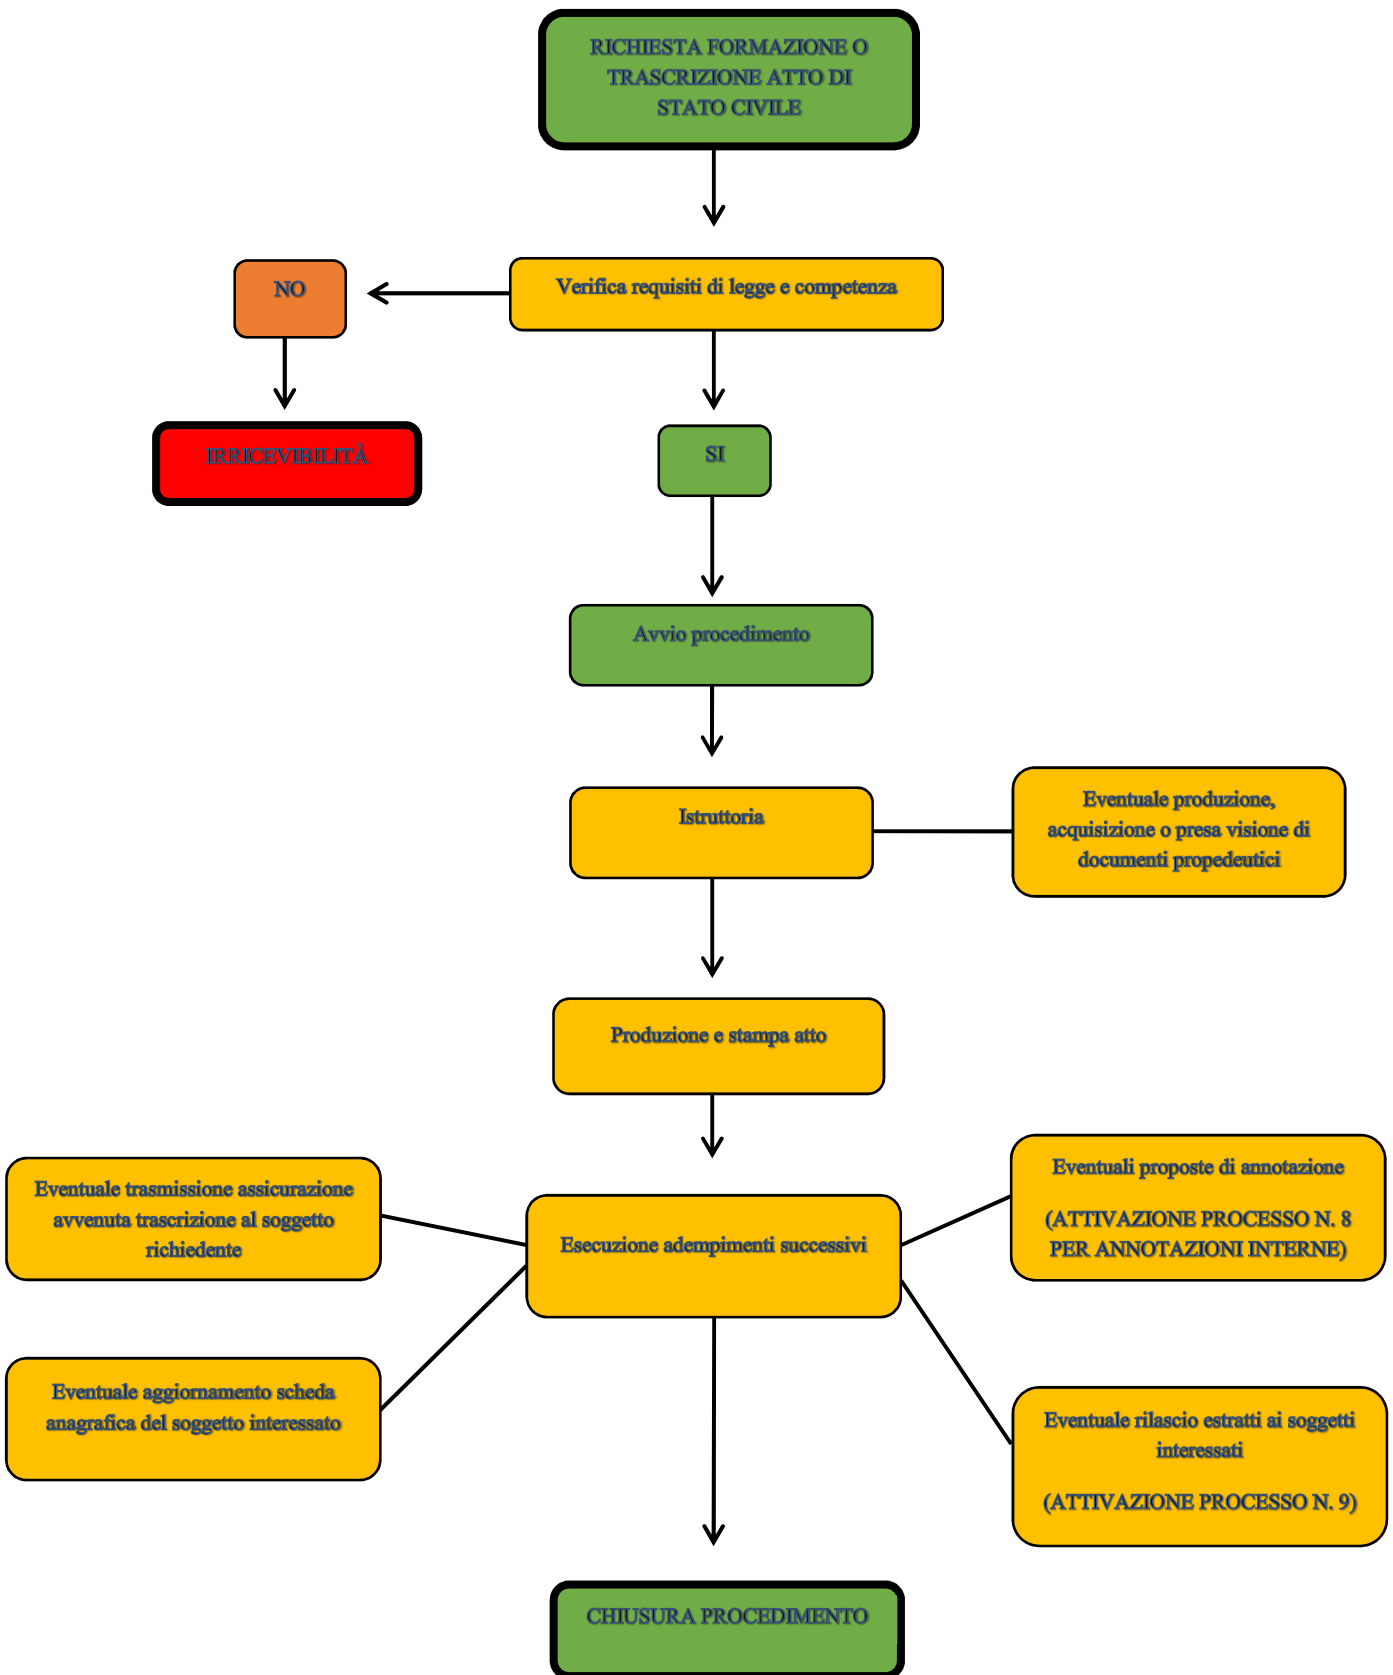 RICHIESTA FORMAZIONE O
TRASCRIZIONE ATTO DI
STATO CIVILE
Verifica requisiti di legge e competenza
NO
IRRICEVIBILITÀ
SI
Avvio procedimento
Istruttoria
Eventuale produzione,
acquisizione o presa visione di
documenti propedeutici
Produzione e stampa atto
Eventuale trasmissione assicurazione
avvenuta trascrizione al soggetto
richiedente
Esecuzione adempimenti successivi
Eventuali proposte di annotazione
(ATTIVAZIONE PROCESSO N. 8
PER ANNOTAZIONI INTERNE)
Eventuale aggiornamento scheda
anagrafica del soggetto interessato
Eventuale rilascio estratti ai soggetti
interessati
(ATTIVAZIONE PROCESSO N. 9)
CHIUSURA PROCEDIMENTO